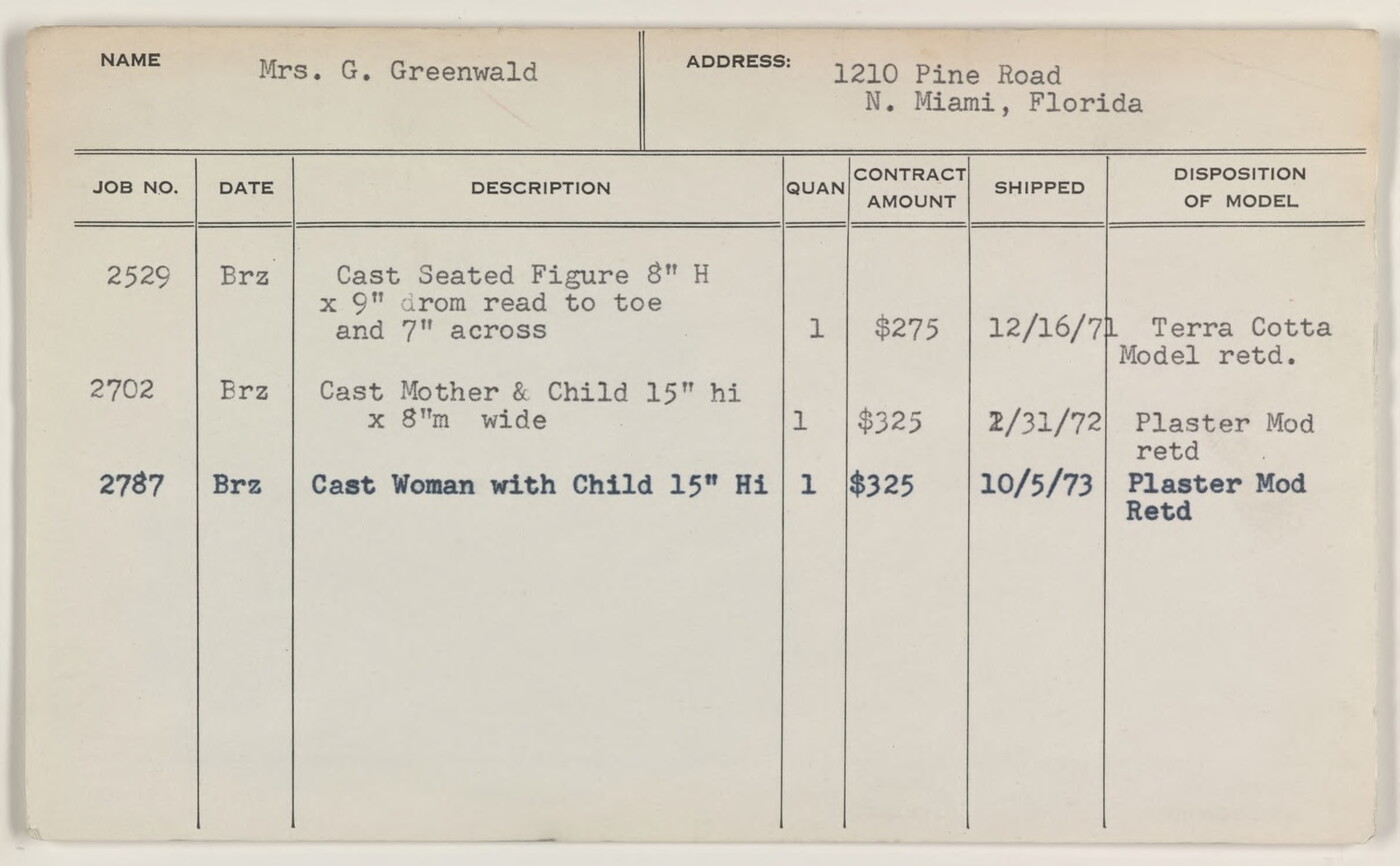 NAME Mrs. G. Greenwald ADDRESS: 1210 Pine Road
N. Miami, Florida
JOB NO. DATE DESCRIPTION QUAN CONTRACT AMOUNT SHIPPED DISPOSITION OF MODEL
2529 Brz Cast Seated Figure 8" H
x 9" drom read to toe
and 7" across 1 $275 12/16/71 Terra Cotta
Model retd.
2702 Brz Cast Mother & Child 15" hi
x 8"m wide 1 $325 /31/72 Plaster Mod
retd
2787 Brz Cast Woman with Child 15" Hi 1 $325 10/5/73 Plaster Mod
Retd